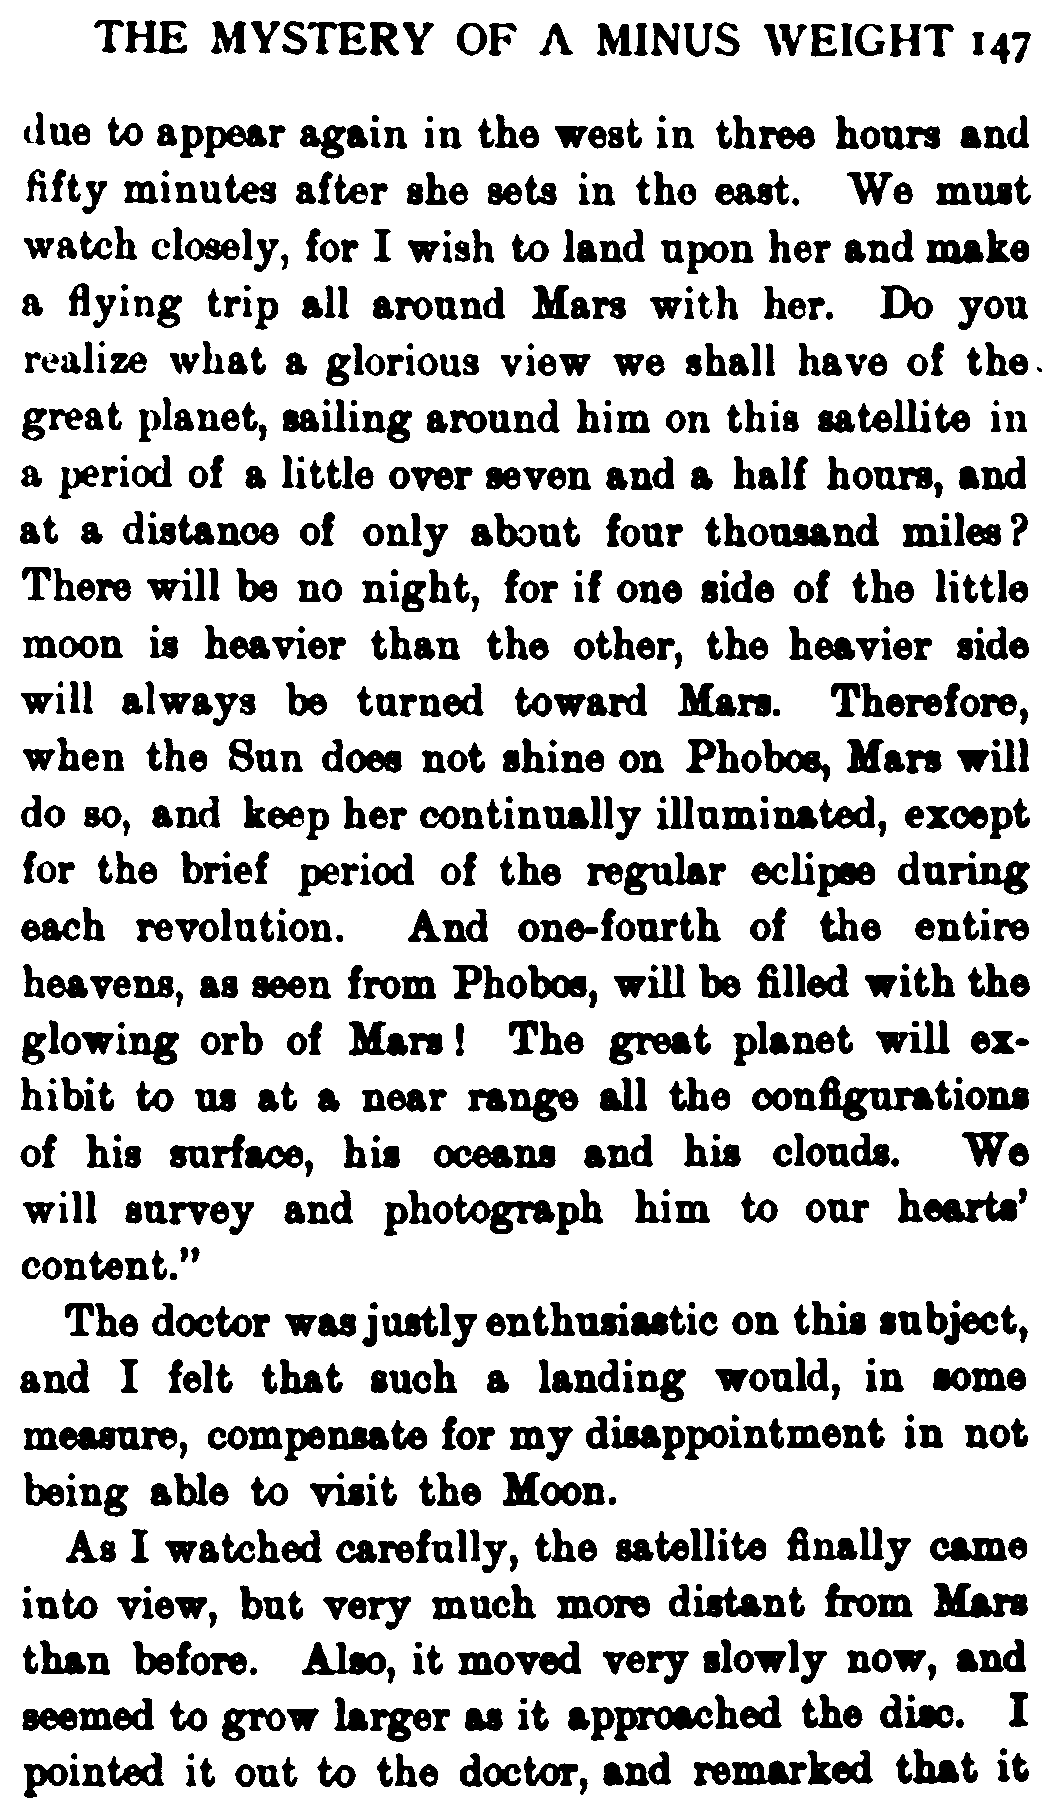 THE MYSTERY OF A MINUS WEIGHT 147
due to appear again in the west in three hours and
fifty minutes after she sets in the east. We must
watch closely, for I wish to land upon her and make
a flying trip all around Mars with her. Do you
realize what a glorious view we shall have of the
great planet, sailing around him on this satellite in
a period of a little over seven and a half hours, and
at a distance of only about four thousand miles?
There will be no night, for if one side of the little
moon is heavier than the other, the heavier side
will always be turned toward Mars. Therefore,
when the Sun does not shine on Phobos, Mars will
do so, and keep her continually illuminated, except
for the brief period of the regular eclipse during
each revolution. And one-fourth of the entire
heavens, as seen from Phobos, will be filled with the
glowing orb of Mars! The great planet will ex-
hibit to us at a near range all the configurations
of his surface, his oceans and his clouds. We
will survey and photograph him to our hearts'
content."
The doctor was justly enthusiastic on this subject,
and I felt that such a landing would, in some
measure, compensate for my disappointment in not
being able to visit the Moon.
As I watched carefully, the satellite finally came
into view, but very much more distant from Mars
than before. Also, it moved very slowly now, and
seemed to grow larger as it approached the disc. I
pointed it out to the doctor, and remarked that it